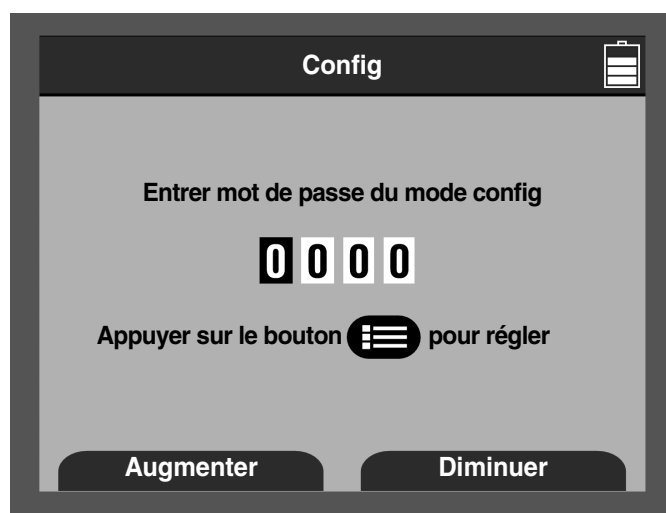 Config
Entrer mot de passe du mode config
0 0 0 0
Appuyer sur le bouton pour régler
Augmenter Diminuer